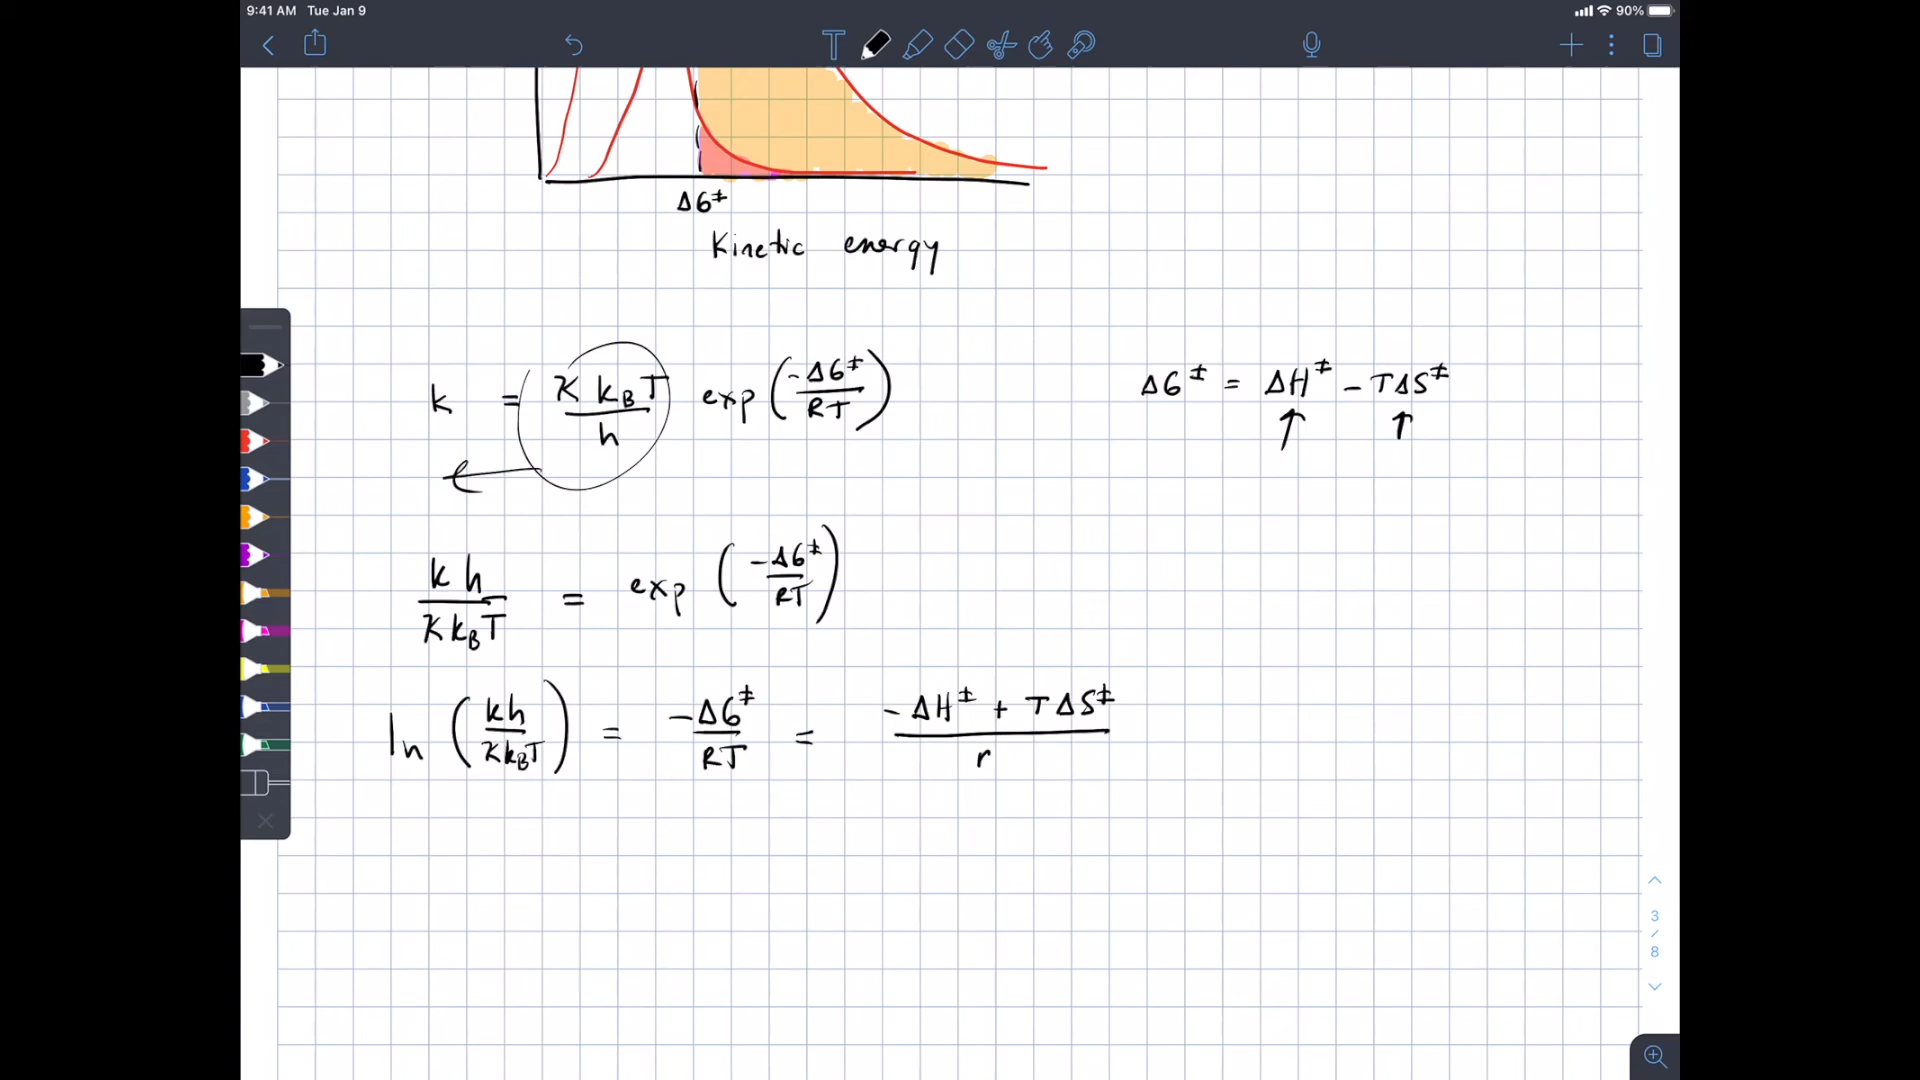 9:41 AM Tue Jan 9
90%
ΔG‡
Kinetic energy
k = K k_B T / h exp(-ΔG‡ / RT)
ΔG‡ = ΔH‡ - TΔS‡
k h / K k_B T = exp(-ΔG‡ / RT)
ln(kh / K k_B T) = -ΔG‡ / RT = -ΔH‡ + TΔS‡ / r
3
/
8